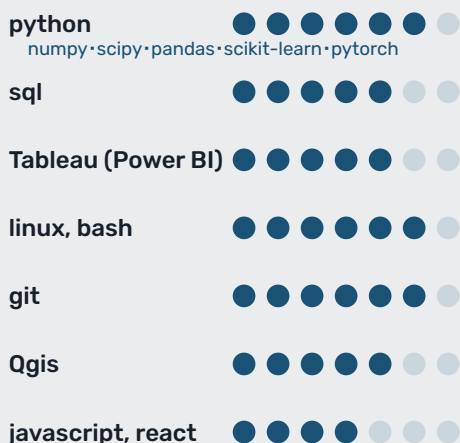 python
numpy·scipy·pandas·scikit-learn·pytorch
sql
Tableau (Power BI)
linux, bash
git
Qgis
javascript, react